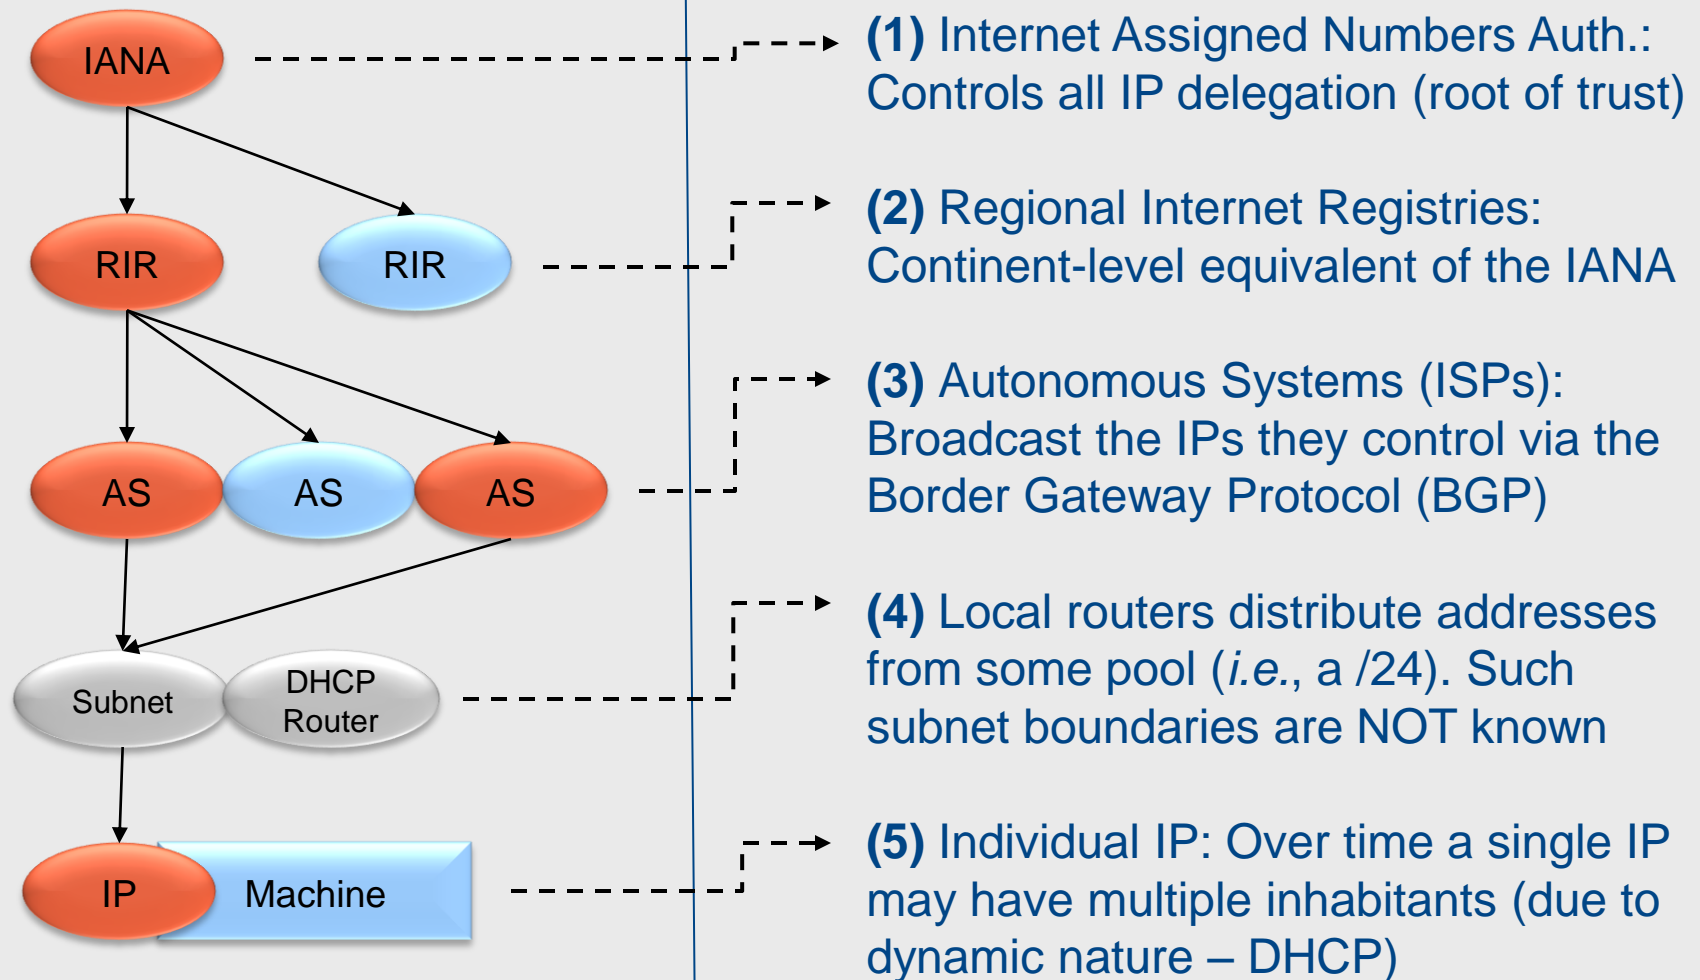 IANA
(1) Internet Assigned Numbers Auth.:
Controls all IP delegation (root of trust)
RIR
RIR
(2) Regional Internet Registries:
Continent-level equivalent of the IANA
AS
AS
AS
(3) Autonomous Systems (ISPs):
Broadcast the IPs they control via the
Border Gateway Protocol (BGP)
Subnet
DHCP
Router
(4) Local routers distribute addresses
from some pool (i.e., a /24). Such
subnet boundaries are NOT known
IP
Machine
(5) Individual IP: Over time a single IP
may have multiple inhabitants (due to
dynamic nature – DHCP)